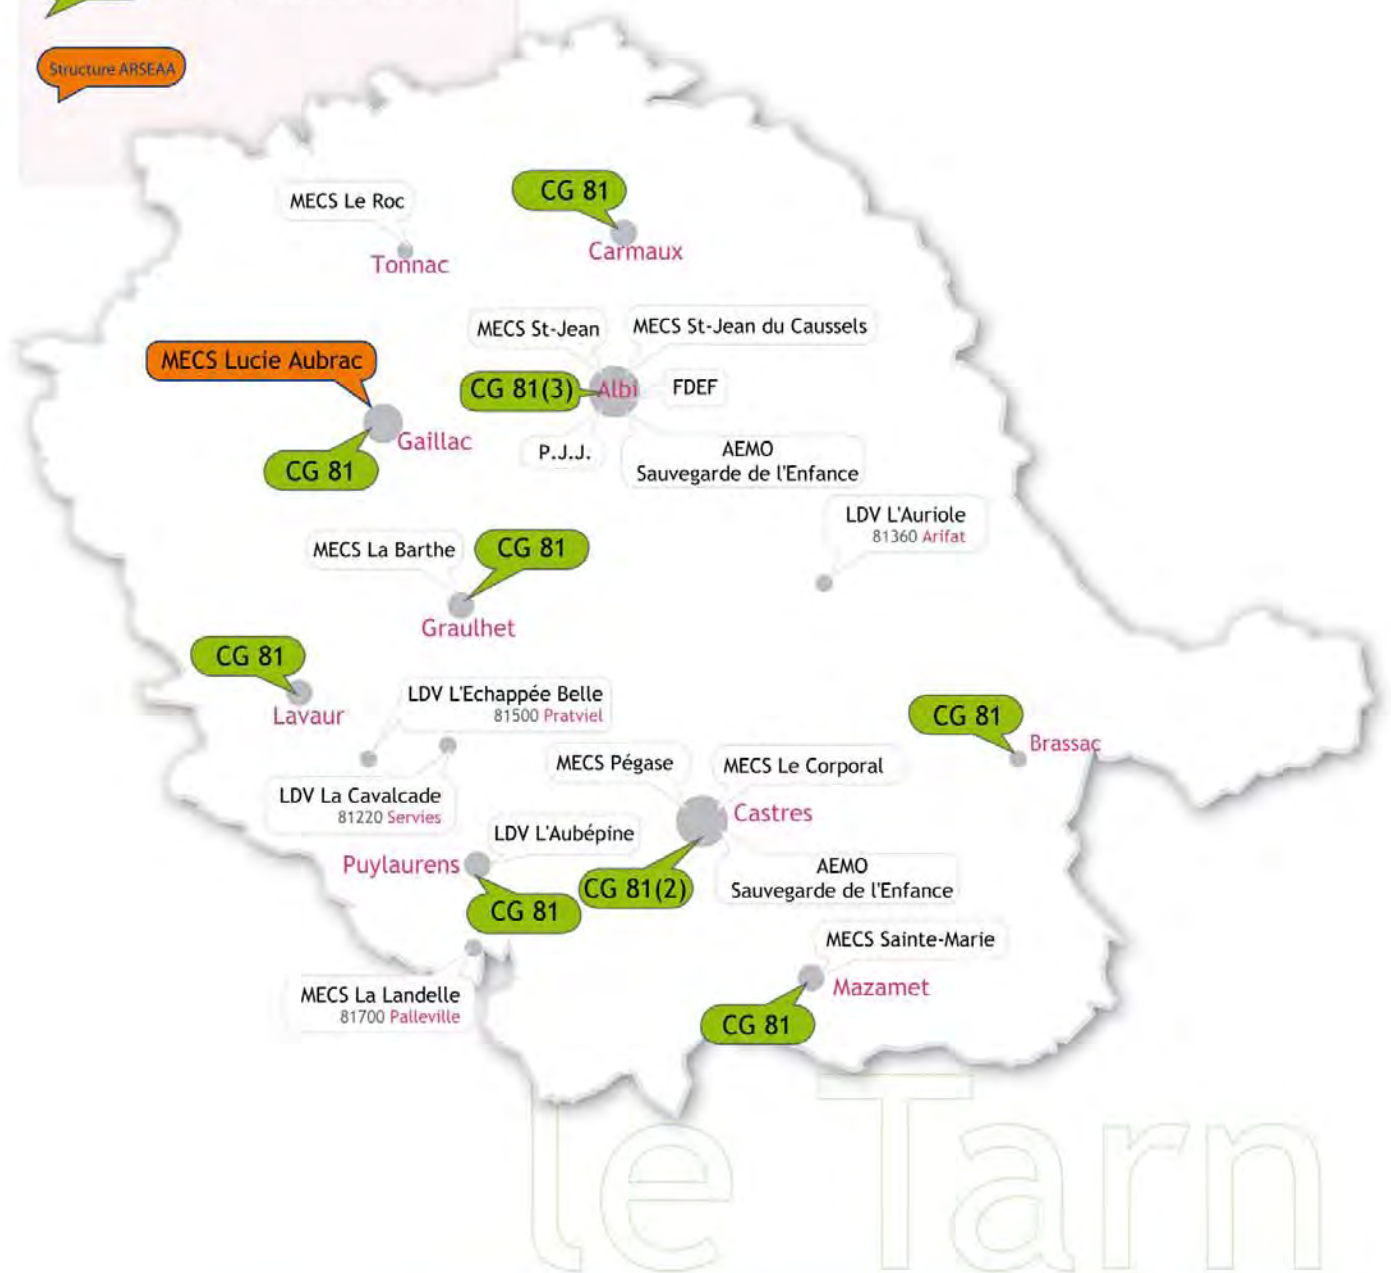 Structure ARSEAA
MECS Le Roc
CG 81
Tonnac
Carmaux
MECS St-Jean
MECS St-Jean du Caussels
MECS Lucie Aubrac
CG 81(3)
Albi
FDEF
Gaillac
CG 81
P.J.J.
AEMO
Sauvegarde de l'Enfance
LDV L'Auriole
81360 Arifat
MECS La Barthe
CG 81
Graulhet
CG 81
Lavaur
LDV L'Echappée Belle
81500 Pratviel
CG 81
Brassac
MECS Pégase
MECS Le Corporal
LDV La Cavalcade
81220 Servies
Castres
LDV L'Aubépine
Puylaurens
CG 81(2)
AEMO
Sauvegarde de l'Enfance
CG 81
MECS Sainte-Marie
MECS La Landelle
81700 Palleville
Mazamet
CG 81
le Tarn